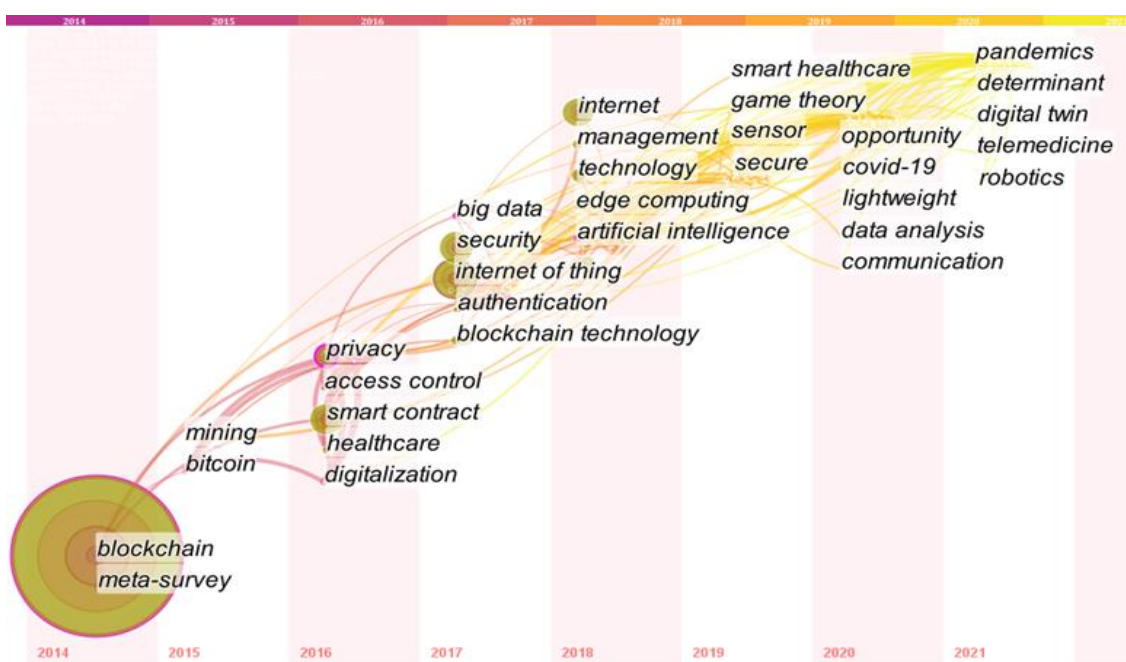 2014 2015 2016 2017 2018 2019 2020
pandemics
smart healthcare
determinant
internet
game theory
digital twin
management
sensor
opportunity
telemedicine
technology
secure
covid-19
robotics
edge computing
lightweight
big data
artificial intelligence
data analysis
security
communication
internet of thing
authentication
blockchain technology
privacy
access control
smart contract
mining
healthcare
bitcoin
digitalization
blockchain
meta-survey
2014 2015 2016 2017 2018 2019 2020 2021